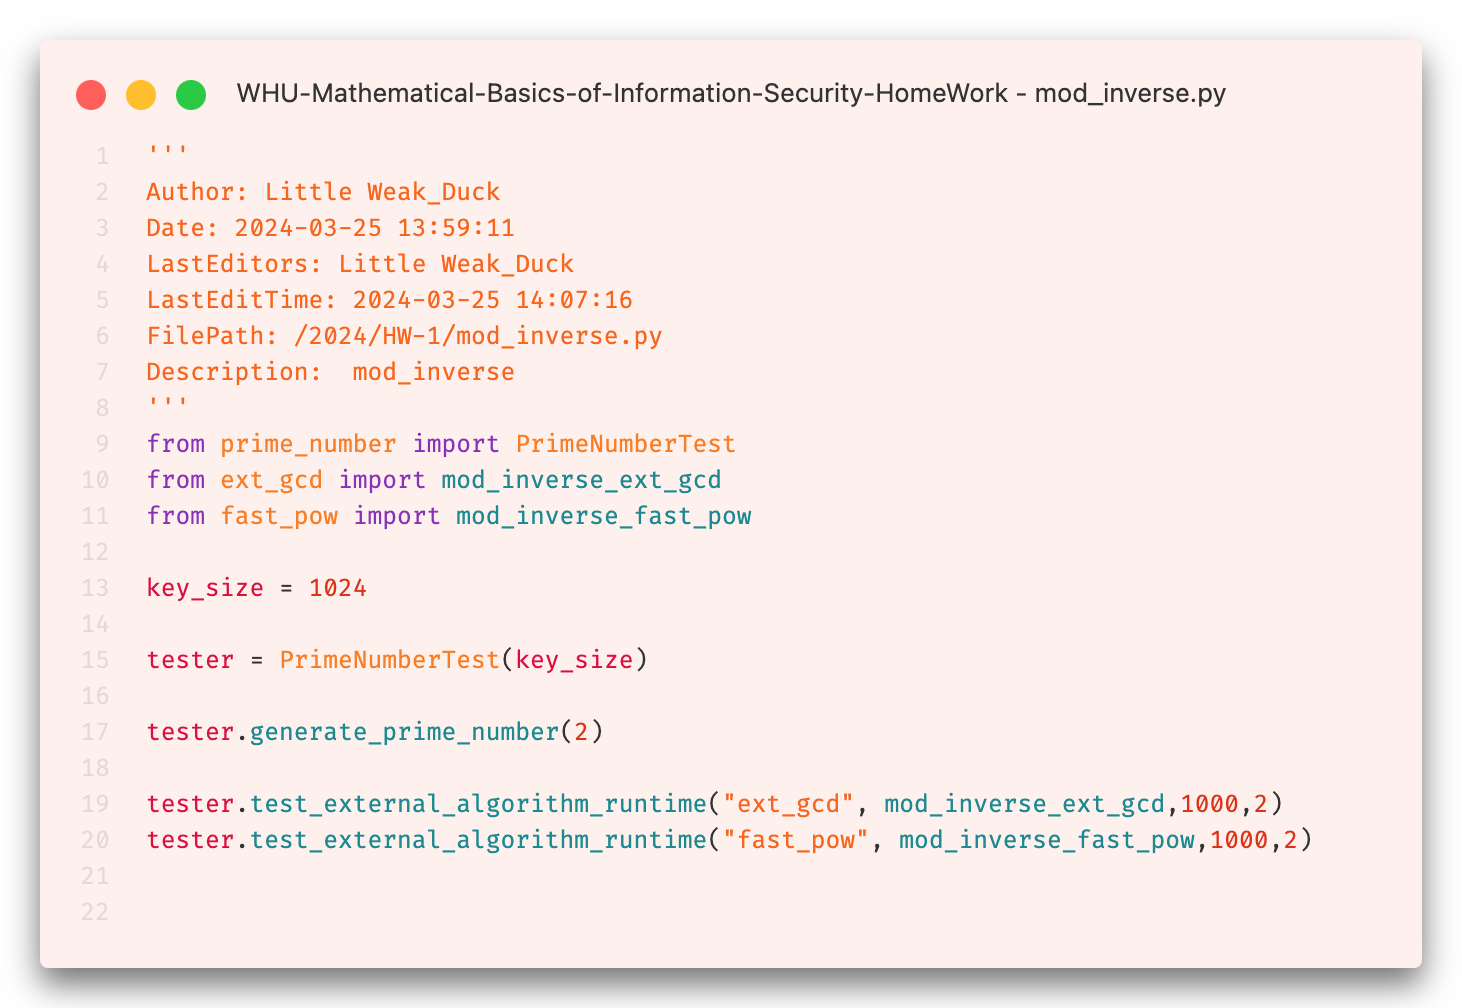 WHU-Mathematical-Basics-of-Information-Security-HomeWork - mod_inverse.py
1 '''
2 Author: Little Weak_Duck
3 Date: 2024-03-25 13:59:11
4 LastEditors: Little Weak_Duck
5 LastEditTime: 2024-03-25 14:07:16
6 FilePath: /2024/HW-1/mod_inverse.py
7 Description:  mod_inverse
8 '''
9 from prime_number import PrimeNumberTest
10 from ext_gcd import mod_inverse_ext_gcd
11 from fast_pow import mod_inverse_fast_pow
12
13 key_size = 1024
14
15 tester = PrimeNumberTest(key_size)
16
17 tester.generate_prime_number(2)
18
19 tester.test_external_algorithm_runtime("ext_gcd", mod_inverse_ext_gcd,1000,2)
20 tester.test_external_algorithm_runtime("fast_pow", mod_inverse_fast_pow,1000,2)
21
22